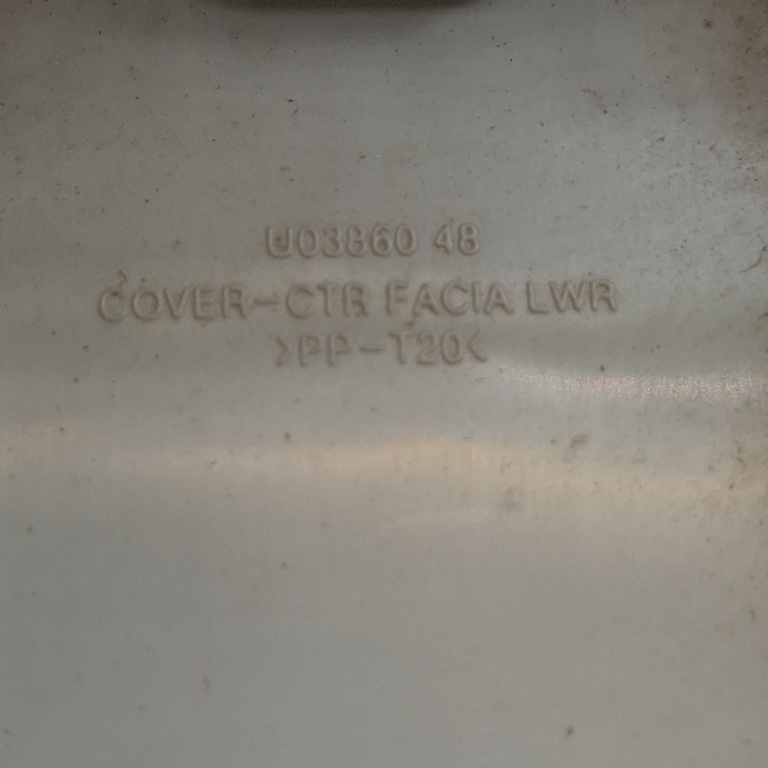 U03860 48
COVER-CTR FACIA LWR
>PP-T20<